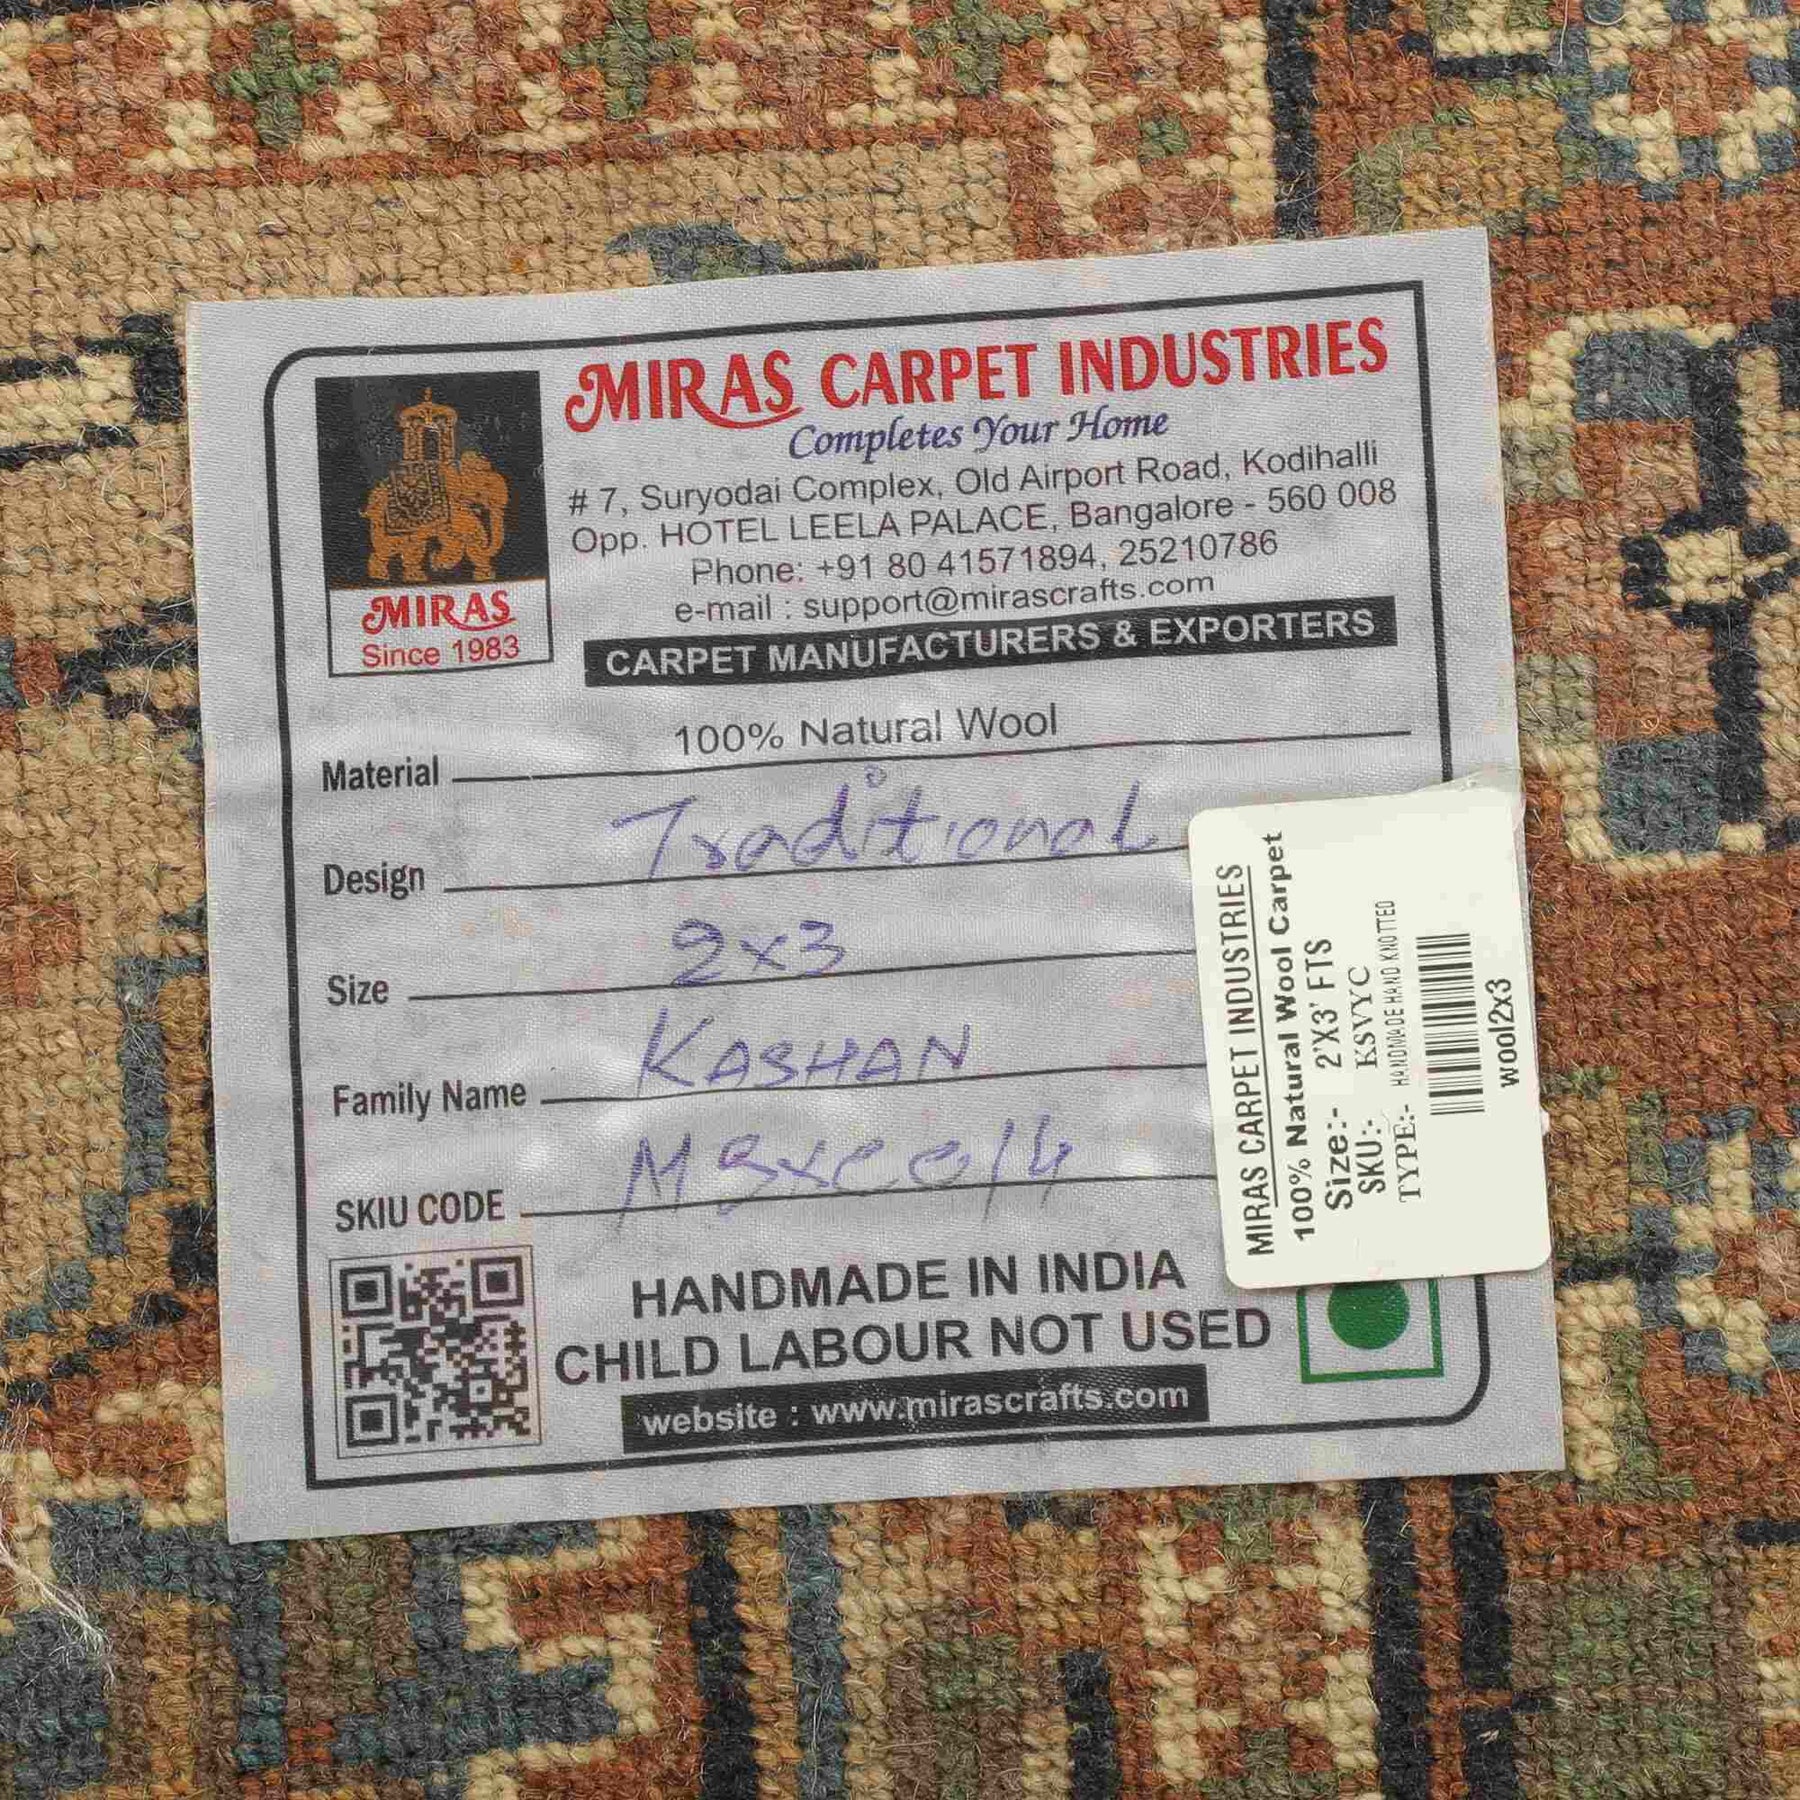 MIRAS CARPET INDUSTRIES
Completes Your Home
# 7, Suryodai Complex, Old Airport Road, Kodihalli
Opp. HOTEL LEELA PALACE, Bangalore - 560 008
Phone: +91 80 41571894, 25210786
e-mail : support@mirascrafts.com
CARPET MANUFACTURERS & EXPORTERS
MIRAS
Since 1983
Material 100% Natural Wool
Design Traditional
Size 2x3
Family Name KASHAN
SKIU CODE
HANDMADE IN INDIA
CHILD LABOUR NOT USED
website : www.mirascrafts.com
MIRAS CARPET INDUSTRIES
100% Natural Wool Carpet
Size:- 2'X3' FTS
SKU:- KSVYC
TYPE:- HANDMADE HAND KNOTTED
wool2x3